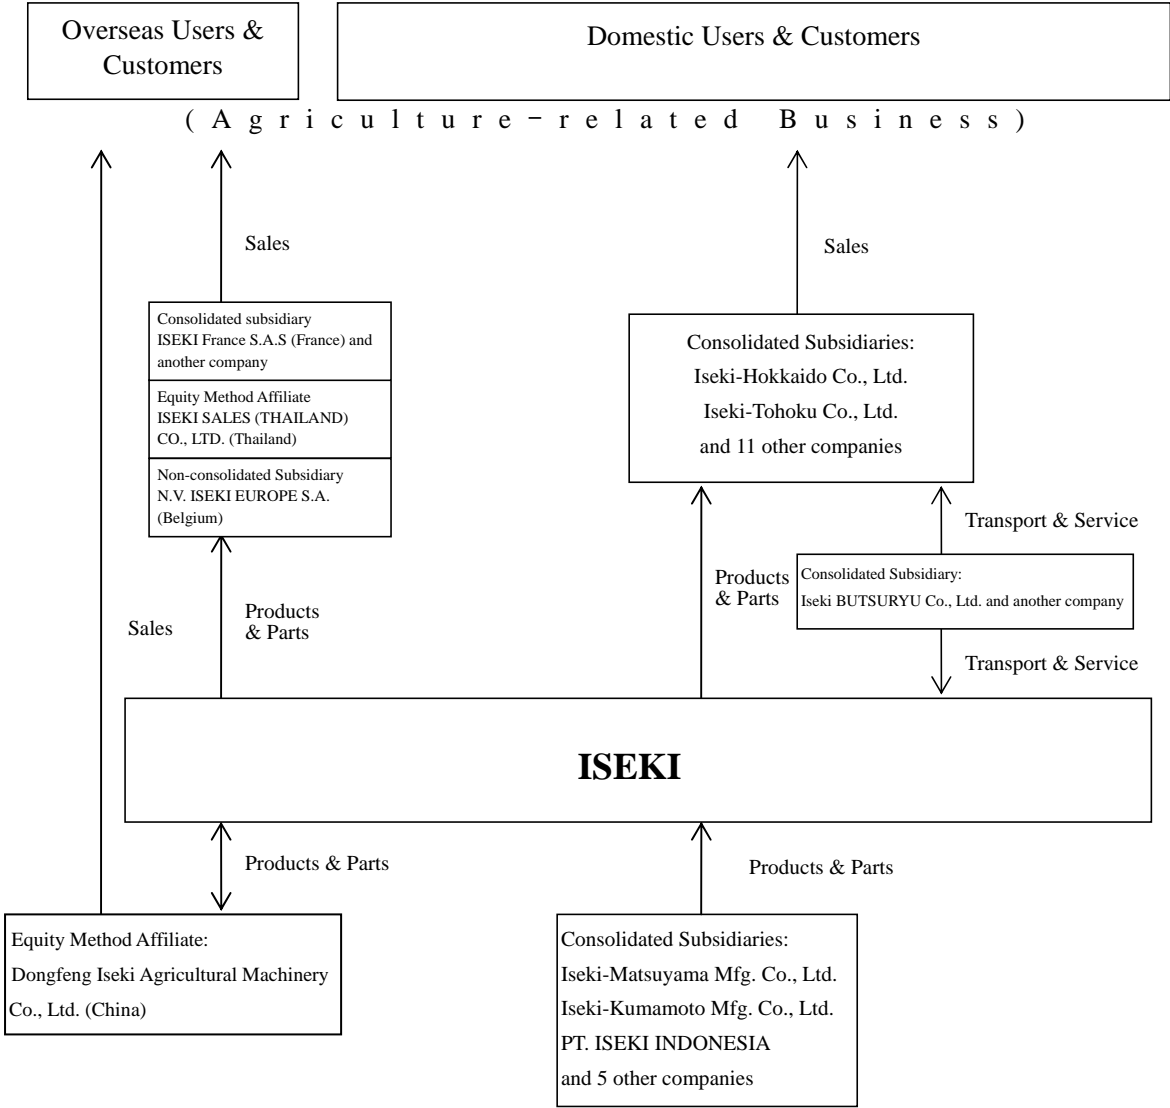 Overseas Users &
Customers
Domestic Users & Customers
(Agriculture-related Business)
Sales
Sales
Consolidated subsidiary
ISEKI France S.A.S (France) and
another company
Equity Method Affiliate
ISEKI SALES (THAILAND)
CO., LTD. (Thailand)
Non-consolidated Subsidiary
N.V. ISEKI EUROPE S.A.
(Belgium)
Consolidated Subsidiaries:
Iseki-Hokkaido Co., Ltd.
Iseki-Tohoku Co., Ltd.
and 11 other companies
Transport & Service
Products
& Parts
Consolidated Subsidiary:
Iseki BUTSURYU Co., Ltd. and another company
Sales
Products
& Parts
Transport & Service
ISEKI
Products & Parts
Products & Parts
Equity Method Affiliate:
Dongfeng Iseki Agricultural Machinery
Co., Ltd. (China)
Consolidated Subsidiaries:
Iseki-Matsuyama Mfg. Co., Ltd.
Iseki-Kumamoto Mfg. Co., Ltd.
PT. ISEKI INDONESIA
and 5 other companies